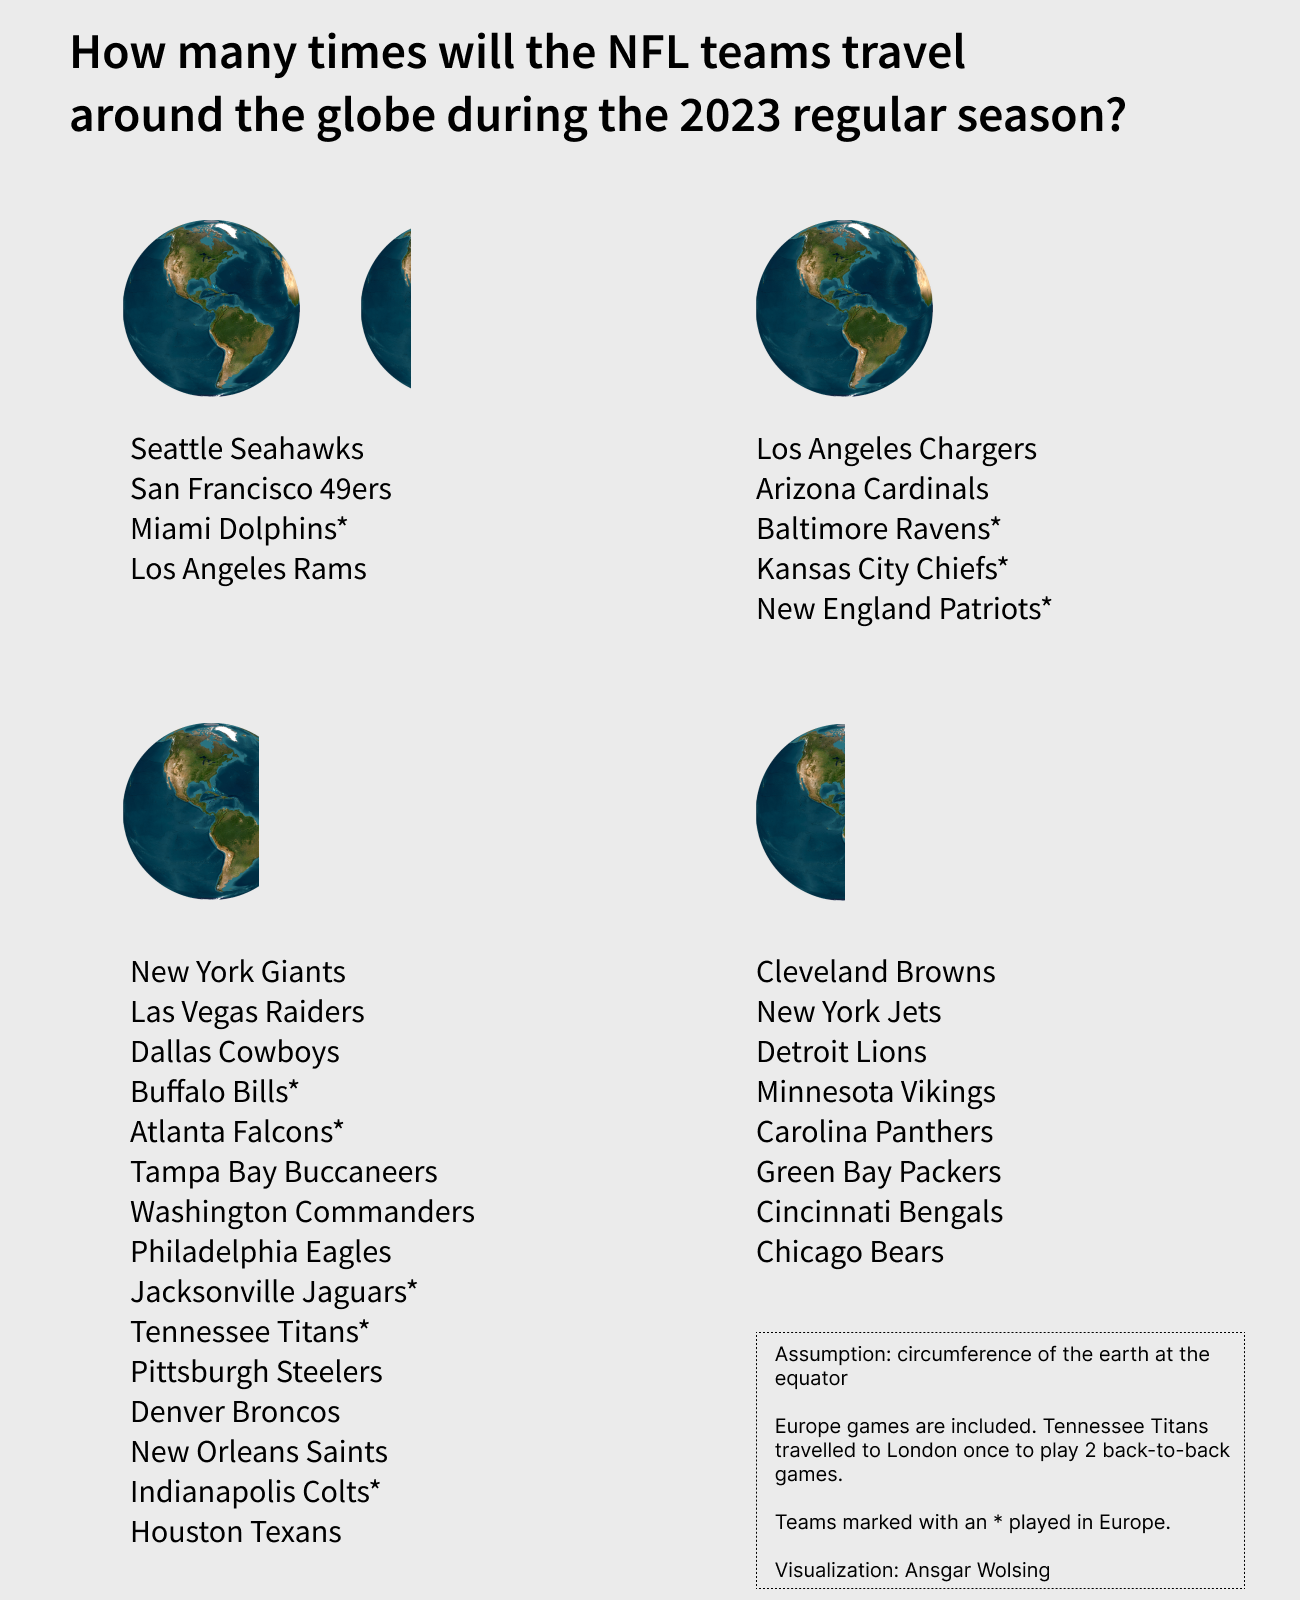 How many times will the NFL teams travel
around the globe during the 2023 regular season?
Seattle Seahawks
San Francisco 49ers
Miami Dolphins*
Los Angeles Rams
Los Angeles Chargers
Arizona Cardinals
Baltimore Ravens*
Kansas City Chiefs*
New England Patriots*
New York Giants
Las Vegas Raiders
Dallas Cowboys
Buffalo Bills*
Atlanta Falcons*
Tampa Bay Buccaneers
Washington Commanders
Philadelphia Eagles
Jacksonville Jaguars*
Tennessee Titans*
Pittsburgh Steelers
Denver Broncos
New Orleans Saints
Indianapolis Colts*
Houston Texans
Cleveland Browns
New York Jets
Detroit Lions
Minnesota Vikings
Carolina Panthers
Green Bay Packers
Cincinnati Bengals
Chicago Bears
Assumption: circumference of the earth at the
equator
Europe games are included. Tennessee Titans
travelled to London once to play 2 back-to-back
games.
Teams marked with an * played in Europe.
Visualization: Ansgar Wolsing